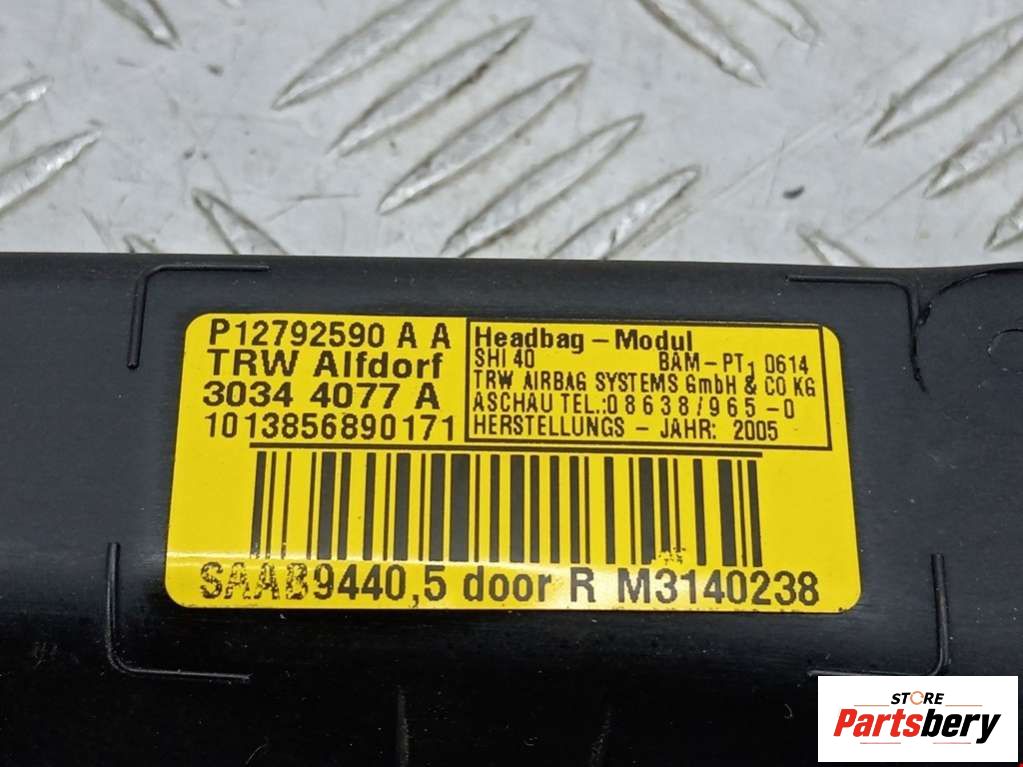 P12792590 A A
TRW Alfdorf
3034 4077 A
1013856890171
Headbag - Modul
SHI 40 BAM-PT1 0614
TRW AIRBAG SYSTEMS GmbH & CO KG
ASCHAU TEL.:08638/965-0
HERSTELLUNGS - JAHR: 2005
SAAB9440,5 door R M3140238
STORE
Partsbery